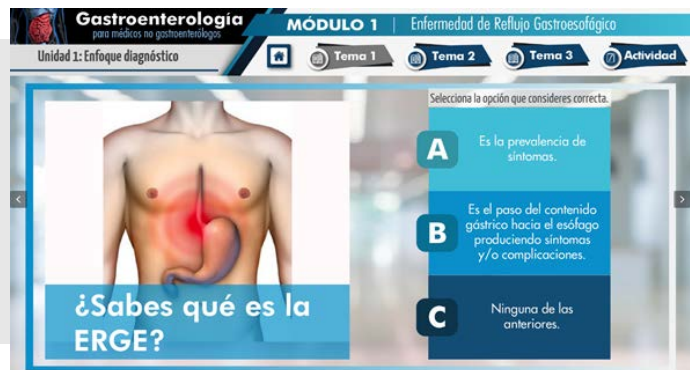 Gastroenterología
para médicos no gastroenterólogos
MÓDULO 1 | Enfermedad de Reflujo Gastroesofágico
Unidad 1: Enfoque diagnóstico
Tema 1
Tema 2
Tema 3
Actividad
Selecciona la opción que consideres correcta.
A
Es la prevalencia de
síntomas.
B
Es el paso del contenido
gástrico hacia el esófago
produciendo síntomas
y/o complicaciones.
C
Ninguna de las
anteriores.
¿Sabes qué es la
ERGE?